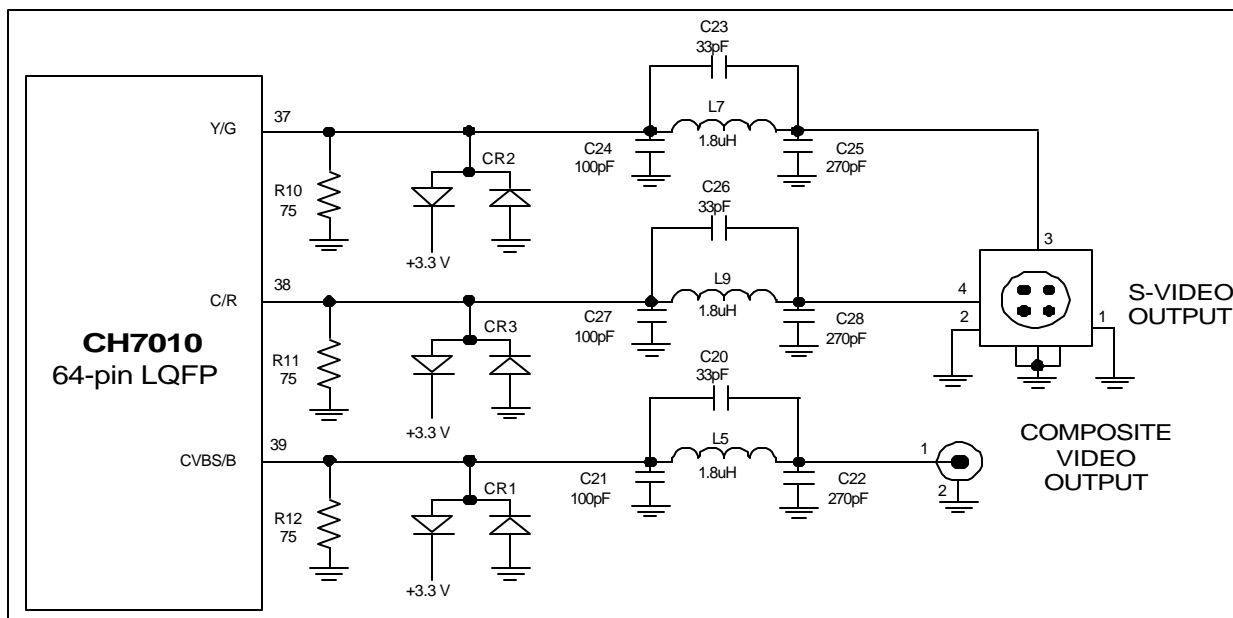 C23
33pF
Y/G
37
L7
1.8uH
R10
75
CR2
C24
100pF
C25
270pF
+3.3 V
C26
33pF
3
C/R
38
L9
1.8uH
4
2
1
S-VIDEO
OUTPUT
CH7010
64-pin LQFP
R11
75
CR3
C27
100pF
C28
270pF
+3.3 V
C20
33pF
CVBS/B
39
L5
1.8uH
1
2
COMPOSITE
VIDEO
OUTPUT
R12
75
CR1
C21
100pF
C22
270pF
+3.3 V